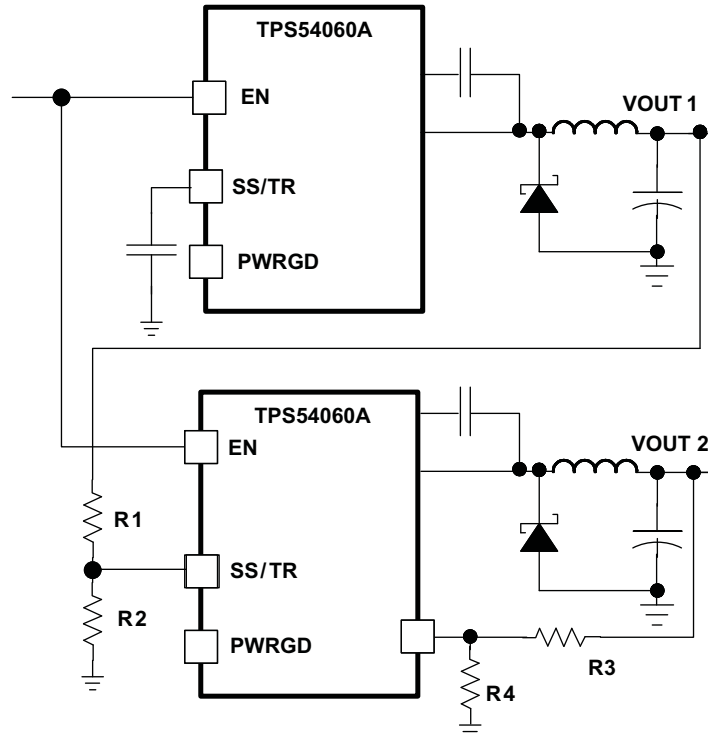 TPS54060A
EN
VOUT 1
SS/TR
PWRGD
TPS54060A
EN
VOUT 2
R1
SS/TR
R2
PWRGD
R3
R4